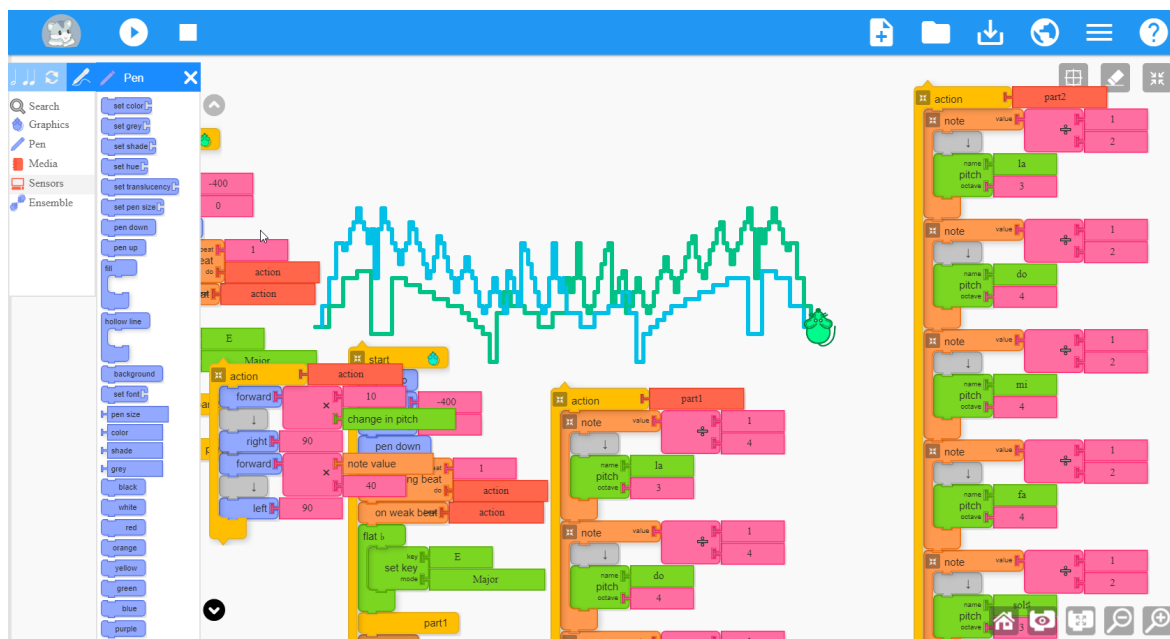 Pen
Search
Graphics
Pen
Media
Sensors
Ensemble
set color
set grey
set shade
set hue
set translucency
set pen size
pen down
pen up
fill
hollow line
background
set font
pen size
color
shade
grey
black
white
red
orange
yellow
green
blue
purple
-400
0
1
do
action
action
E
Major
action
action
forward
×
10
change in pitch
right
90
forward
×
note value
40
left
90
start
-400
pen down
1
do
action
on weak beat
action
flat ♭
key
E
set key
mode
Major
part1
action
part1
note
value
÷
1
4
name
la
pitch
octave
3
note
value
÷
1
4
name
do
pitch
octave
4
action
part2
note
value
÷
1
2
name
la
pitch
octave
3
note
value
÷
1
2
name
do
pitch
octave
4
note
value
÷
1
2
name
mi
pitch
octave
4
note
value
÷
1
2
name
fa
pitch
octave
4
note
value
÷
1
2
name
pitch
octave
3